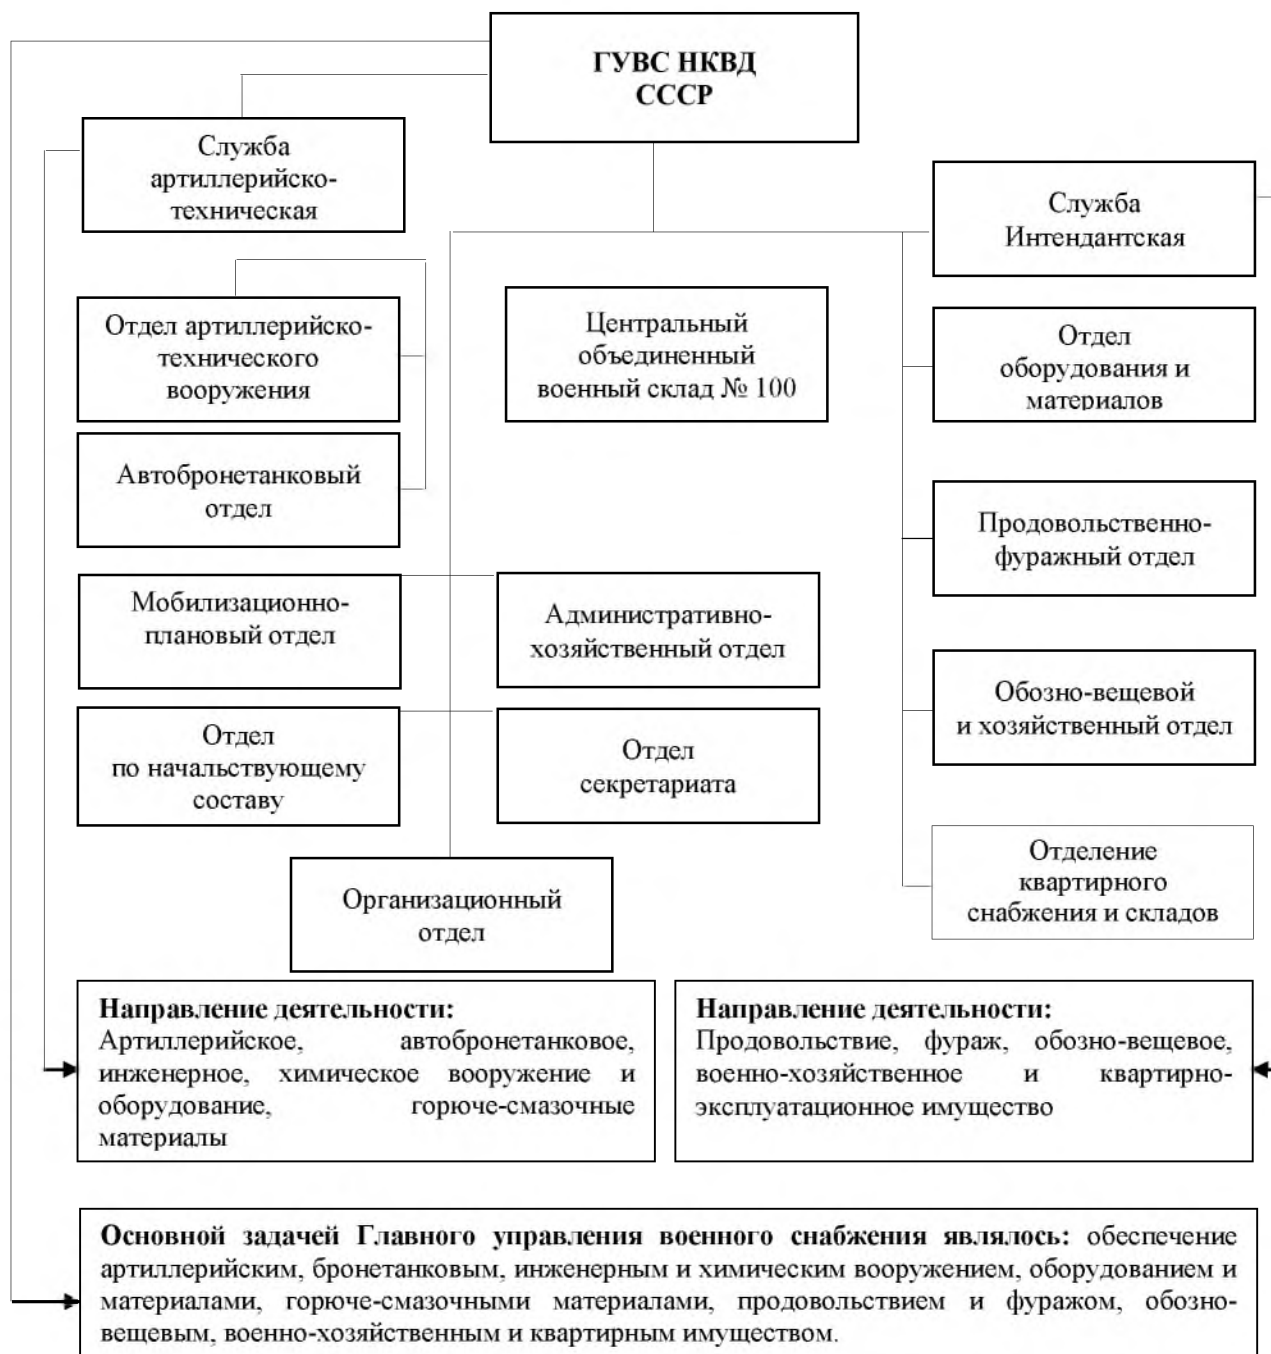 ГУВС НКВД
СССР
Служба
артиллерийско-
техническая
Служба
Интендантская
Отдел артиллерийско-
технического
вооружения
Центральный
объединенный
военный склад № 100
Отдел
оборудования и
материалов
Автобронетанковый
отдел
Продовольственно-
фуражный отдел
Мобилизационно-
плановый отдел
Административно-
хозяйственный отдел
Обозно-вещевой
и хозяйственный отдел
Отдел
по начальствующему
составу
Отдел
секретариата
Организационный
отдел
Отделение
квартирного
снабжения и складов
Направление деятельности:
Артиллерийское, автобронетанковое,
инженерное, химическое вооружение и
оборудование, горюче-смазочные
материалы
Направление деятельности:
Продовольствие, фураж, обозно-вещевое,
военно-хозяйственное и квартирно-
эксплуатационное имущество
Основной задачей Главного управления военного снабжения являлось: обеспечение
артиллерийским, бронетанковым, инженерным и химическим вооружением, оборудованием и
материалами, горюче-смазочными материалами, продовольствием и фуражом, обозно-
вещевым, военно-хозяйственным и квартирным имуществом.